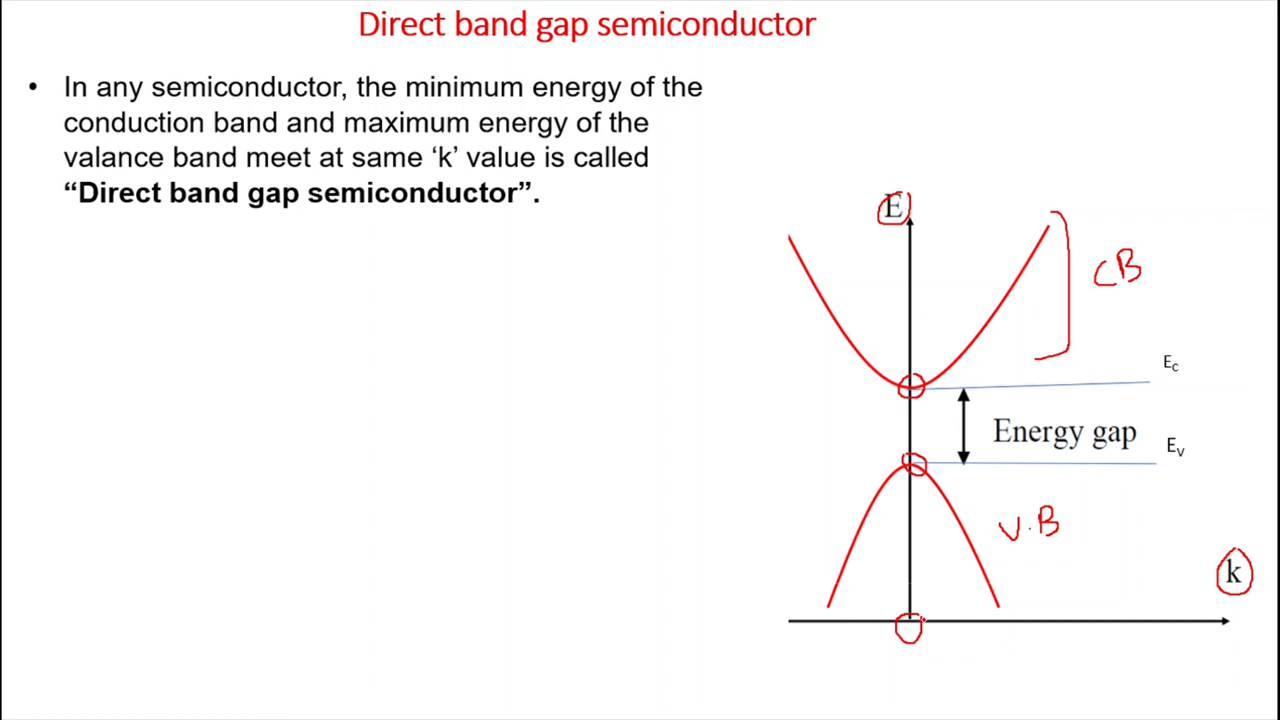 Direct band gap semiconductor
• In any semiconductor, the minimum energy of the
conduction band and maximum energy of the
valance band meet at same ‘k’ value is called
“Direct band gap semiconductor”.
E
CB
Ec
Energy gap
Ev
V.B
k